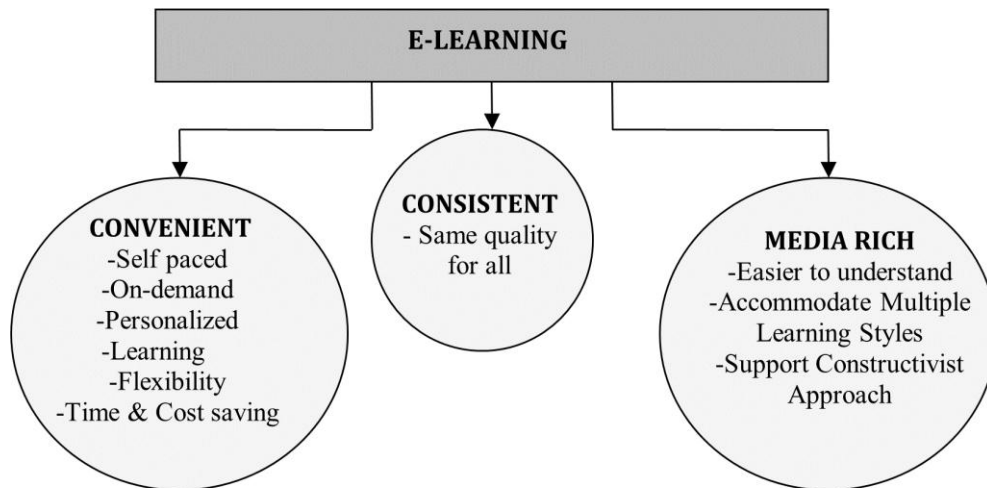 E-LEARNING
CONVENIENT
-Self paced
-On-demand
-Personalized
-Learning
-Flexibility
-Time & Cost saving
CONSISTENT
- Same quality
for all
MEDIA RICH
-Easier to understand
-Accommodate Multiple
Learning Styles
-Support Constructivist
Approach